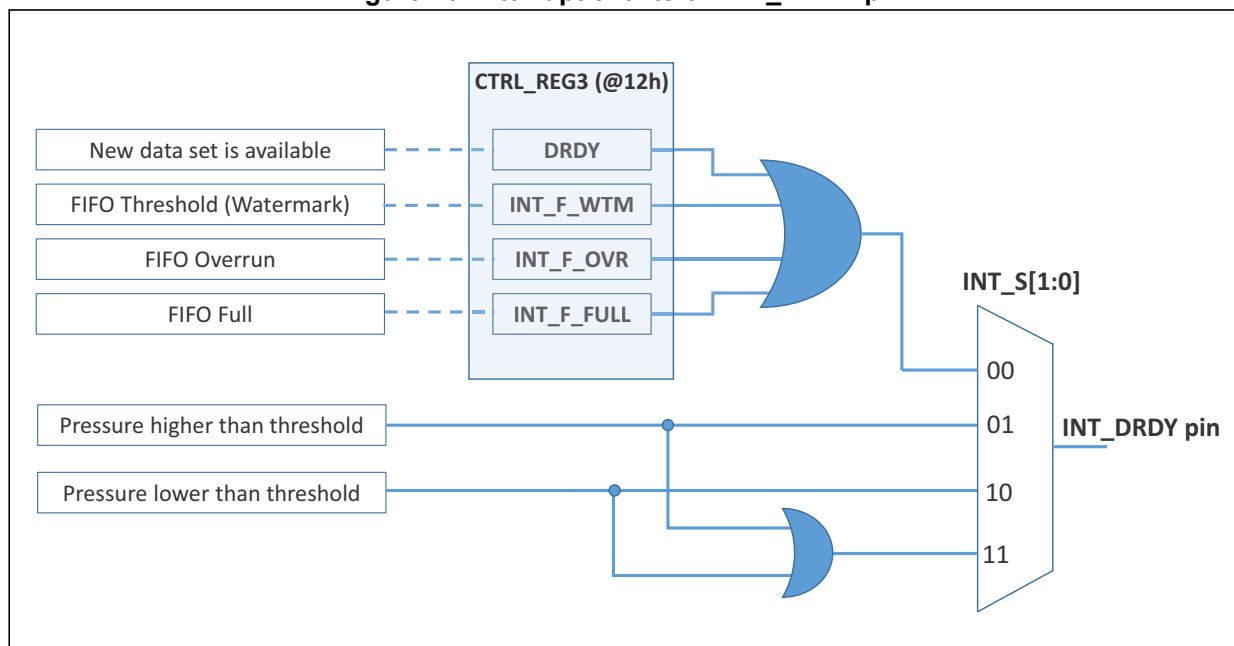 CTRL_REG3 (@12h)
New data set is available
DRDY
FIFO Threshold (Watermark)
INT_F_WTM
FIFO Overrun
INT_F_OVR
FIFO Full
INT_F_FULL
INT_S[1:0]
00
Pressure higher than threshold
01
INT_DRDY pin
Pressure lower than threshold
10
11